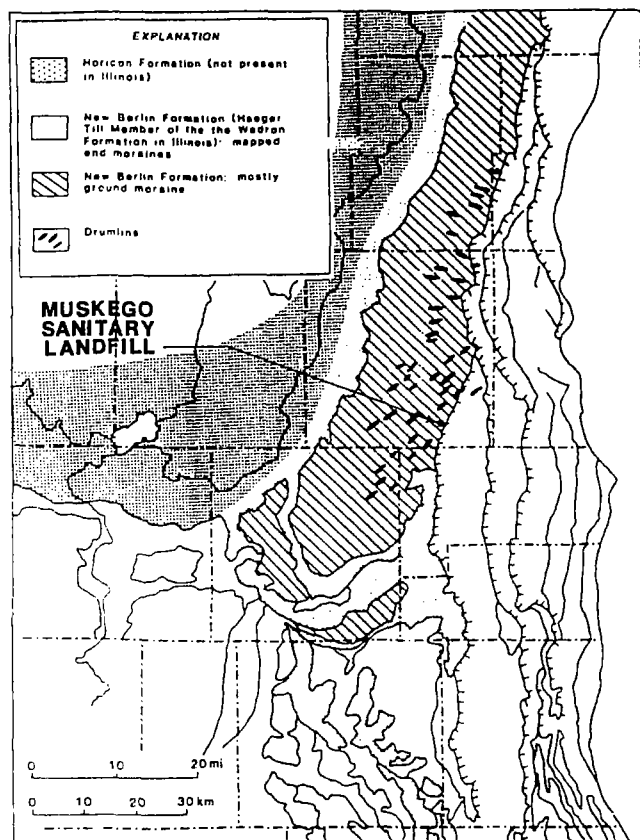 EXPLANATION
Horicon Formation (not present
in Illinois)
New Berlin Formation (Haeger
Till Member of the the Wedron
Formation in Illinois): mapped
end moraines
New Berlin Formation: mostly
ground moraine
Drumlins
MUSKEGO
SANITARY
LANDFILL
0 10 20 mi
0 10 20 30 km